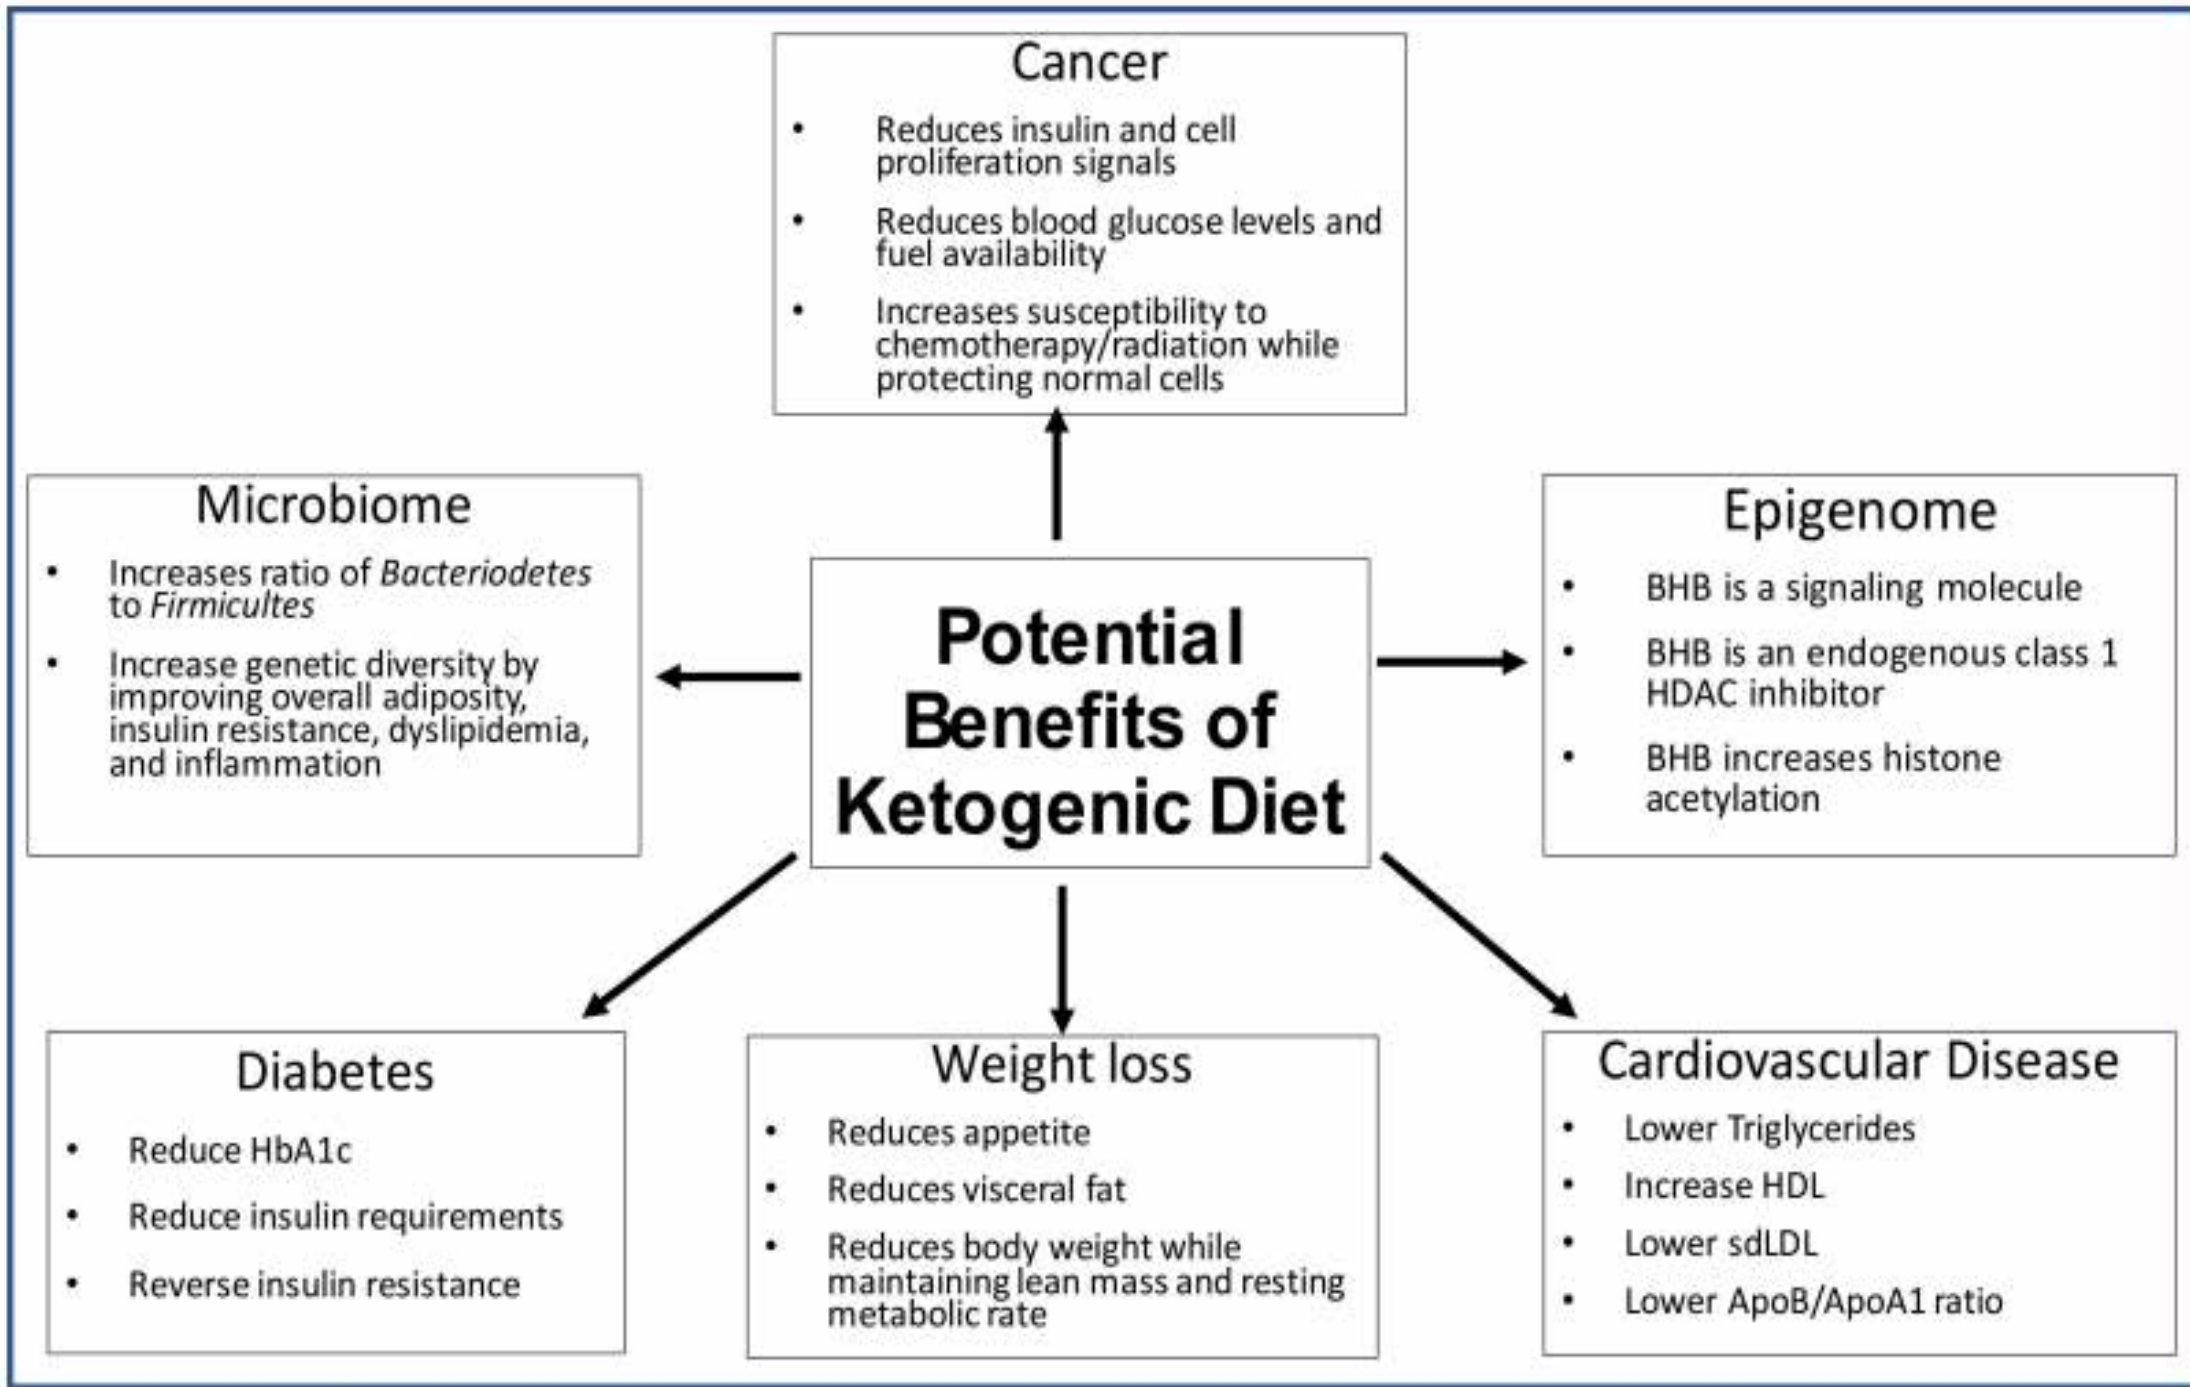 Cancer
• Reduces insulin and cell
proliferation signals
• Reduces blood glucose levels and
fuel availability
• Increases susceptibility to
chemotherapy/radiation while
protecting normal cells
Microbiome
• Increases ratio of Bacteriodetes
to Firmicultes
• Increase genetic diversity by
improving overall adiposity,
insulin resistance, dyslipidemia,
and inflammation
Potential
Benefits of
Ketogenic Diet
Epigenome
• BHB is a signaling molecule
• BHB is an endogenous class 1
HDAC inhibitor
• BHB increases histone
acetylation
Diabetes
• Reduce HbA1c
• Reduce insulin requirements
• Reverse insulin resistance
Weight loss
• Reduces appetite
• Reduces visceral fat
• Reduces body weight while
maintaining lean mass and resting
metabolic rate
Cardiovascular Disease
• Lower Triglycerides
• Increase HDL
• Lower sdLDL
• Lower ApoB/ApoA1 ratio